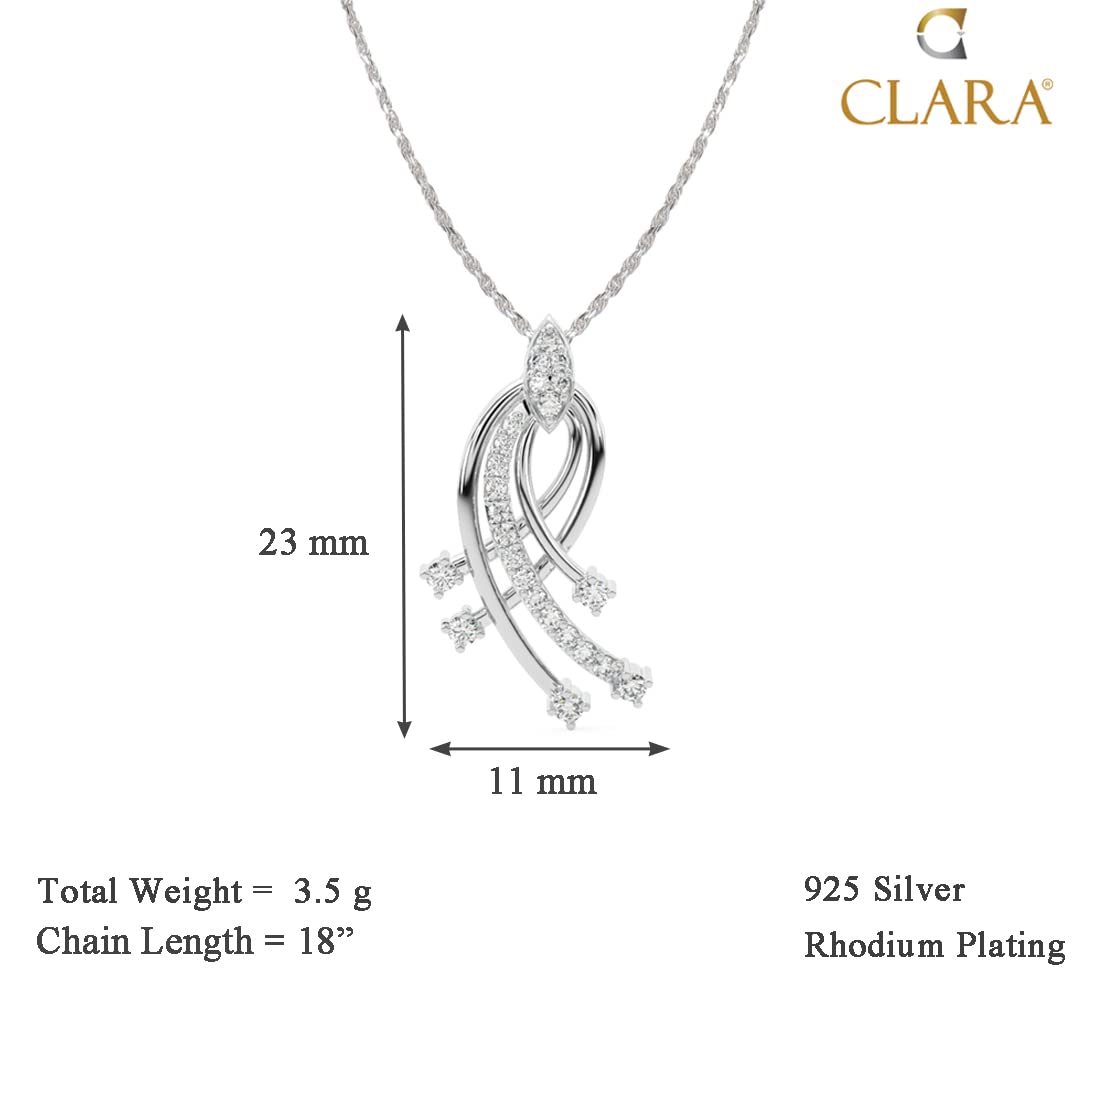 CLARA®
23 mm
11 mm
Total Weight = 3.5 g
Chain Length = 18”
925 Silver
Rhodium Plating